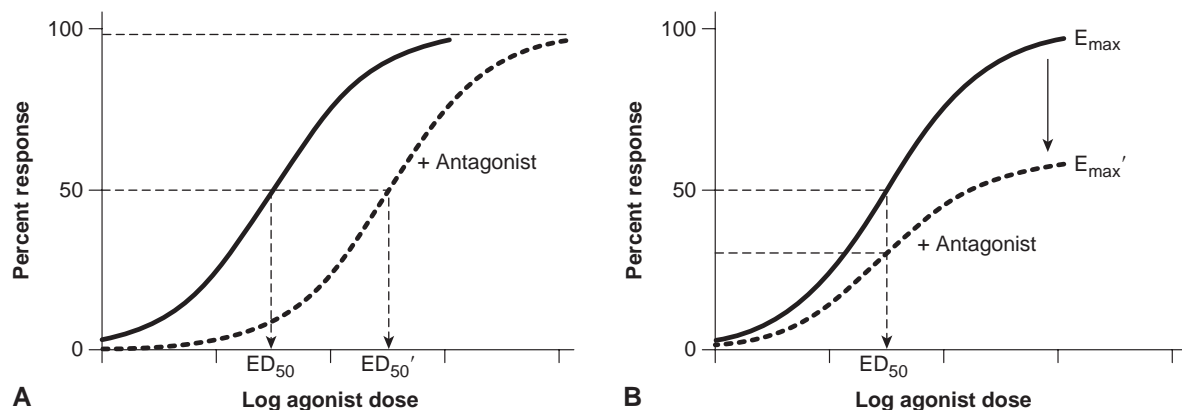 100
50
0
Percent response
+ Antagonist
ED50
ED50′
A
Log agonist dose
100
50
0
Percent response
Emax
Emax′
+ Antagonist
ED50
B
Log agonist dose